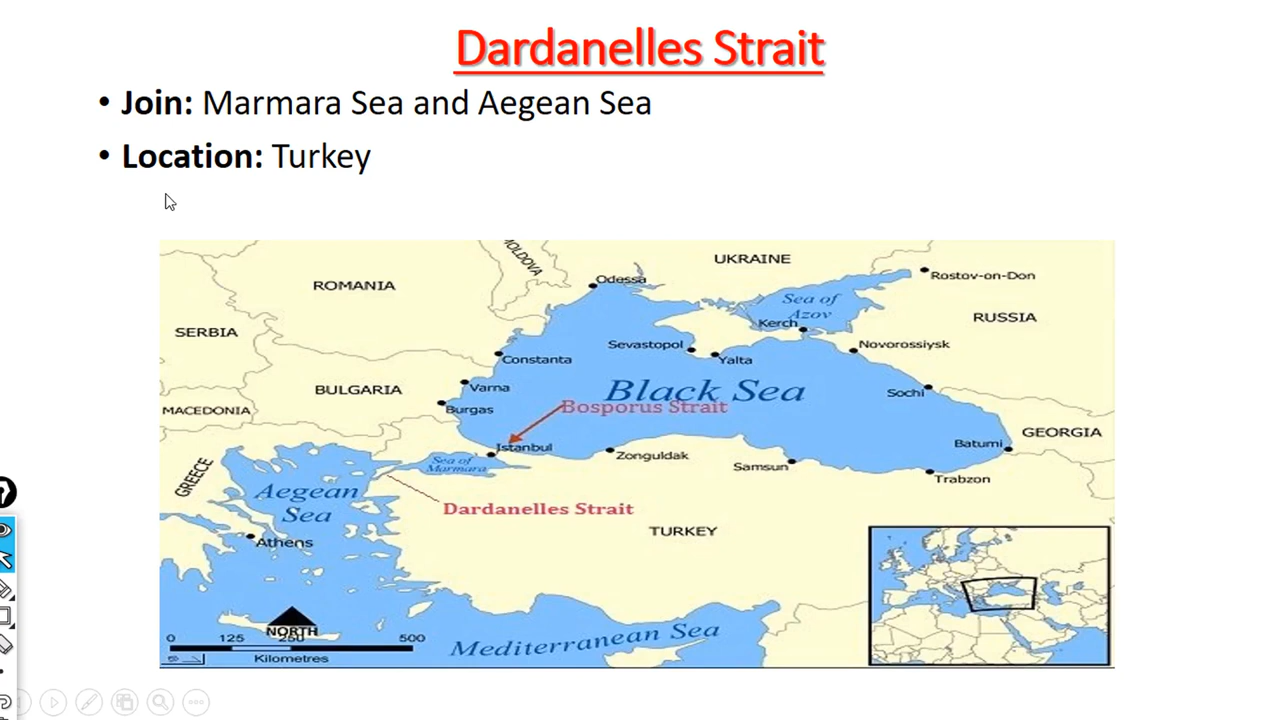 Dardanelles Strait
• Join: Marmara Sea and Aegean Sea
• Location: Turkey
MOLDOVA
UKRAINE
Rostov-on-Don
Odessa
ROMANIA
Sea of
Azov
RUSSIA
Kerch
SERBIA
Sevastopol
Yalta
Novorossiysk
Constanta
BULGARIA
Varna
Black Sea
Sochi
MACEDONIA
Burgas
Bosporus Strait
GEORGIA
Istanbul
Batumi
Zonguldak
Sea of
Marmara
Samsun
GREECE
Trabzon
Aegean
Sea
Dardanelles Strait
TURKEY
Athens
NORTH
0 125 250 500
Kilometres
Mediterranean Sea